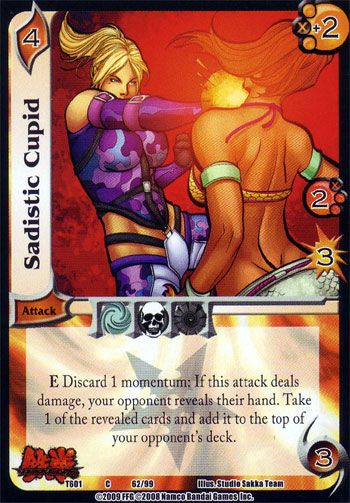 4
+2
Sadistic Cupid
2
3
Attack
E Discard 1 momentum: If this attack deals
damage, your opponent reveals their hand. Take
1 of the revealed cards and add it to the top of
your opponent's deck.
3
T601 C 62/99 Illus. Studio Sakka Team
©2009 FFG ©2008 Namco Bandai Games Inc.